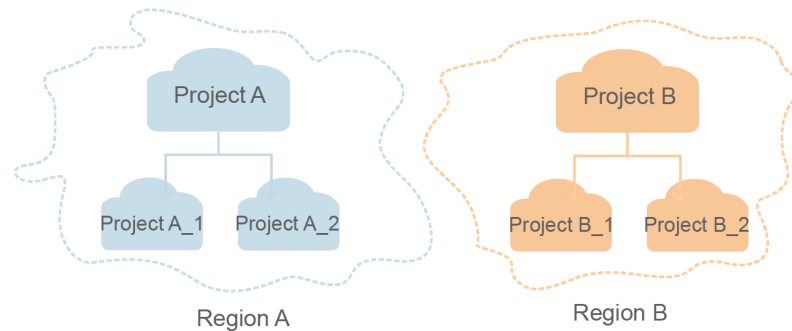 Project A
Project A_1
Project A_2
Region A
Project B
Project B_1
Project B_2
Region B